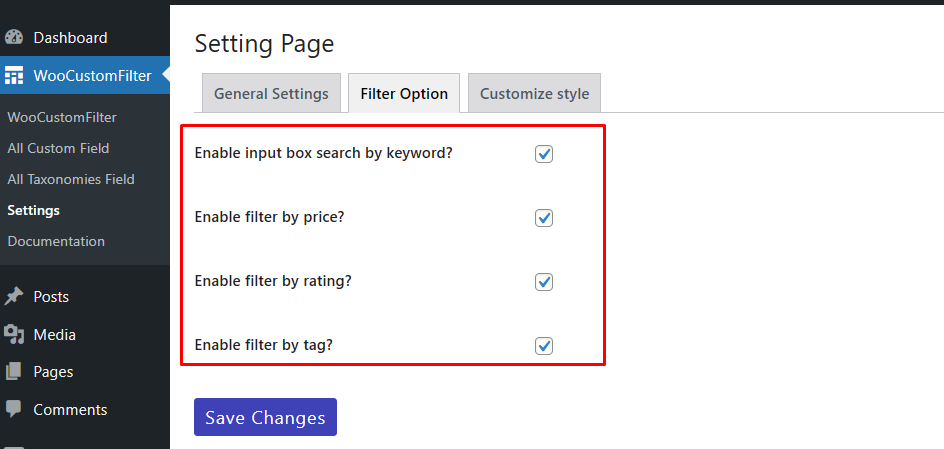 Dashboard
WooCustomFilter
WooCustomFilter
All Custom Field
All Taxonomies Field
Settings
Documentation
Posts
Media
Pages
Comments
Setting Page
General Settings
Filter Option
Customize style
Enable input box search by keyword?
Enable filter by price?
Enable filter by rating?
Enable filter by tag?
Save Changes